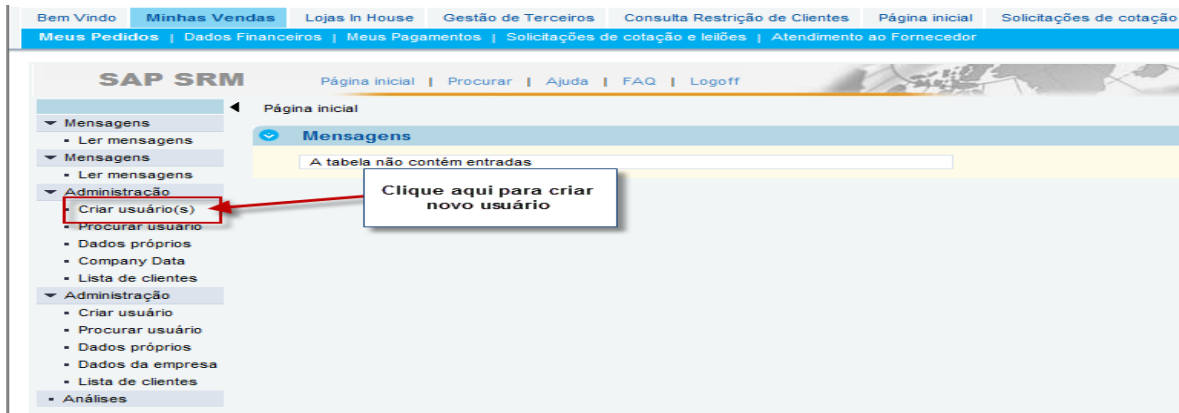 Bem Vindo Minhas Vendas Lojas In House Gestão de Terceiros Consulta Restrição de Clientes Página inicial Solicitações de cotação
Meus Pedidos | Dados Financeiros | Meus Pagamentos | Solicitações de cotação e leilões | Atendimento ao Fornecedor
SAP SRM
Página inicial | Procurar | Ajuda | FAQ | Logoff
Página inicial
Mensagens
A tabela não contém entradas
Clique aqui para criar
novo usuário
Mensagens
Ler mensagens
Mensagens
Ler mensagens
Administração
Criar usuário(s)
Procurar usuário
Dados próprios
Company Data
Lista de clientes
Administração
Criar usuário
Procurar usuário
Dados próprios
Dados da empresa
Lista de clientes
Análises